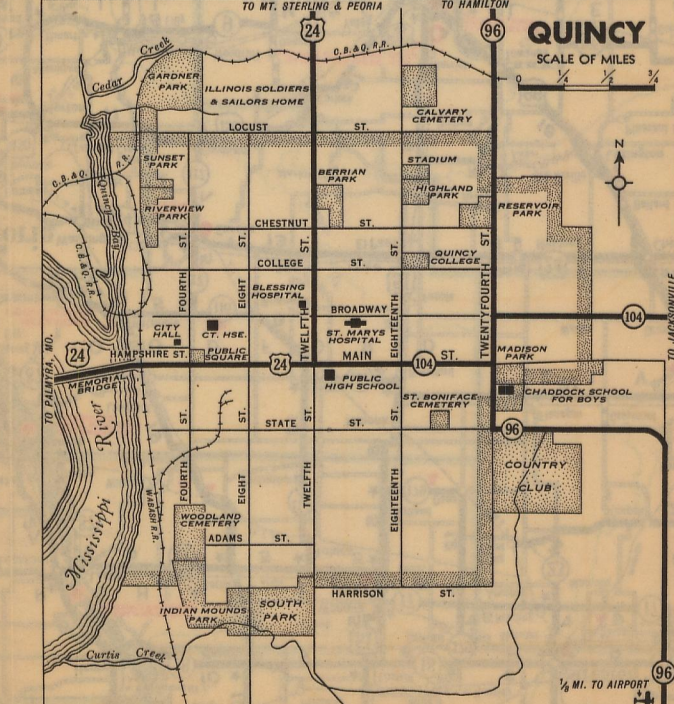 TO MT. STERLING & PEORIA
TO HAMILTON
24
96
QUINCY
SCALE OF MILES
0 1/4 1/2 3/4
C. B. & Q. R.R.
Cedar Creek
GARDNER
PARK
ILLINOIS SOLDIERS
& SAILORS HOME
CALVARY
CEMETERY
LOCUST ST.
N
C. B. & Q. R.R.
SUNSET
PARK
BERRIAN
PARK
STADIUM
HIGHLAND
PARK
Quincy Bay
RIVERVIEW
PARK
RESERVOIR
PARK
CHESTNUT ST.
C. B. & Q. R.R.
COLLEGE ST.
QUINCY
COLLEGE
FOURTH ST.
EIGHT ST.
TWELFTH ST.
EIGHTEENTH ST.
TWENTYFOURTH ST.
BLESSING
HOSPITAL
BROADWAY
104
TO JACKSONVILLE
CITY
HALL
CT. HSE.
ST. MARYS
HOSPITAL
HAMPSHIRE ST.
PUBLIC
SQUARE
MAIN ST.
MADISON
PARK
24
24
104
TO PALMYRA, MO.
MEMORIAL
BRIDGE
PUBLIC
HIGH SCHOOL
CHADDOCK SCHOOL
FOR BOYS
ST. BONIFACE
CEMETERY
STATE ST.
96
Mississippi River
FOURTH ST.
EIGHT ST.
TWELFTH ST.
EIGHTEENTH ST.
COUNTRY
CLUB
WABASH R.R.
WOODLAND
CEMETERY
ADAMS ST.
HARRISON ST.
INDIAN MOUNDS
PARK
SOUTH
PARK
Curtis Creek
96
1/8 MI. TO AIRPORT